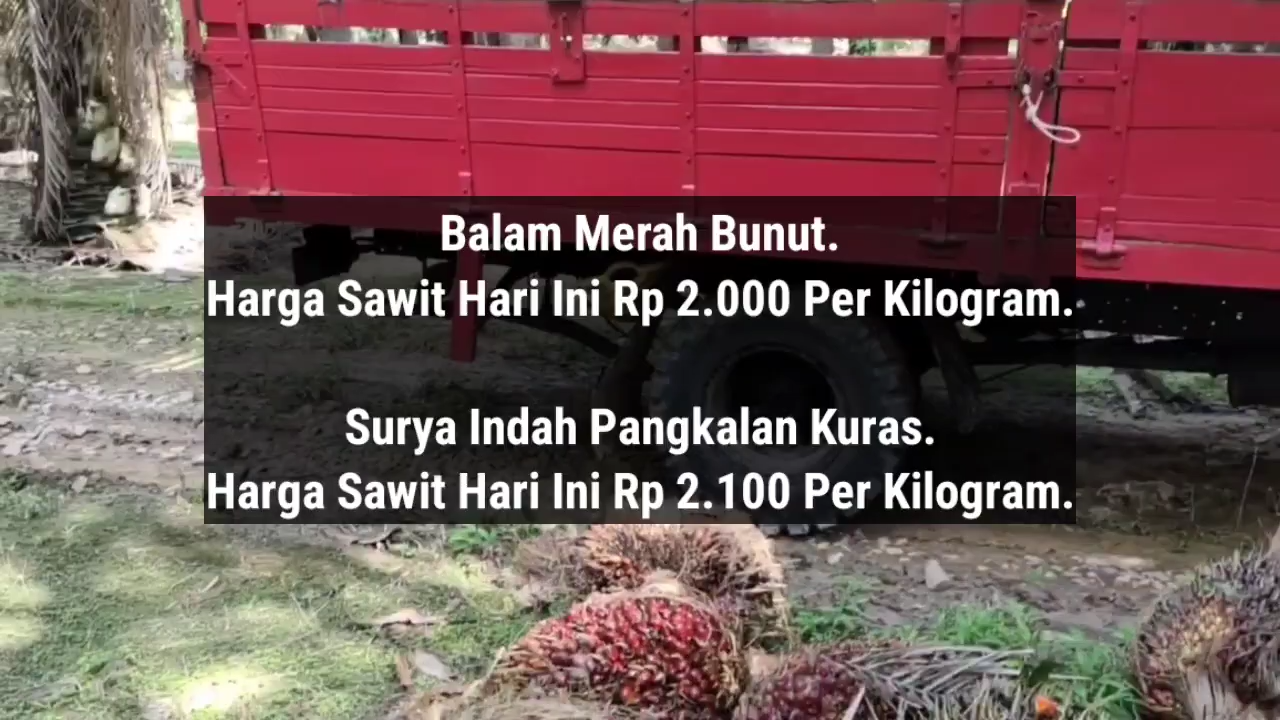 Balam Merah Bunut.
Harga Sawit Hari Ini Rp 2.000 Per Kilogram.
Surya Indah Pangkalan Kuras.
Harga Sawit Hari Ini Rp 2.100 Per Kilogram.